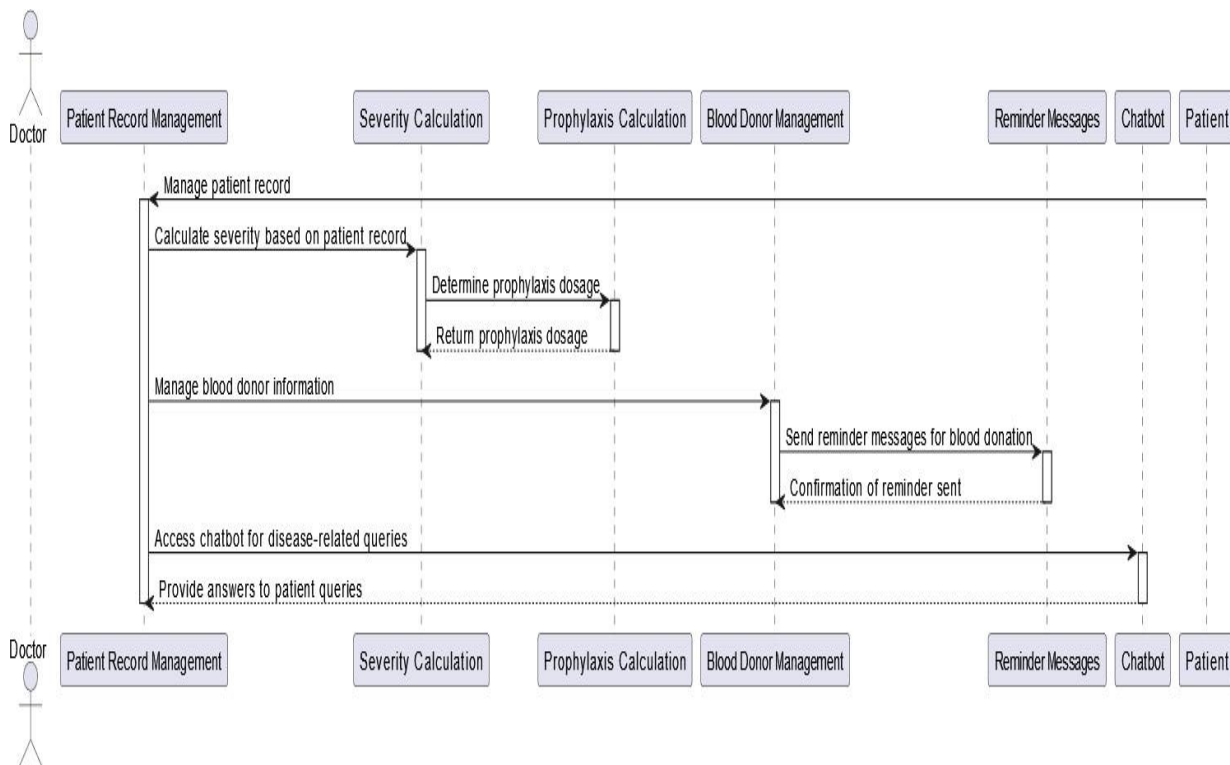 Doctor
Patient Record Management
Severity Calculation
Prophylaxis Calculation
Blood Donor Management
Reminder Messages
Chatbot
Patient
Manage patient record
Calculate severity based on patient record
Determine prophylaxis dosage
Return prophylaxis dosage
Manage blood donor information
Send reminder messages for blood donation
Confirmation of reminder sent
Access chatbot for disease-related queries
Provide answers to patient queries
Doctor
Patient Record Management
Severity Calculation
Prophylaxis Calculation
Blood Donor Management
Reminder Messages
Chatbot
Patient